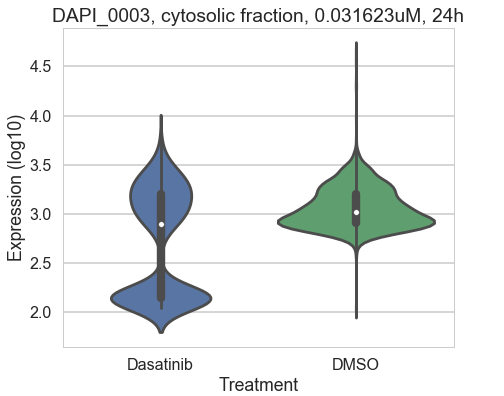 DAPI_0003, cytosolic fraction, 0.031623uM, 24h
Expression (log10)
4.5
4.0
3.5
3.0
2.5
2.0
Dasatinib DMSO
Treatment